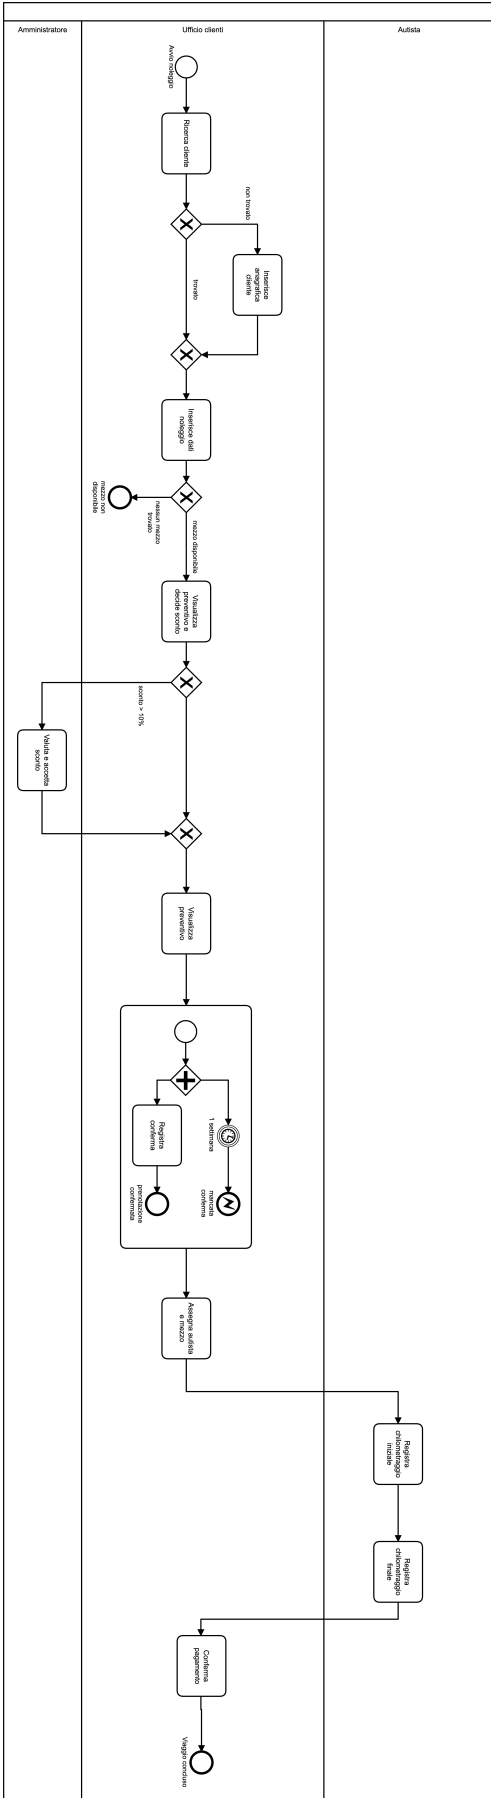 Amministratore
Ufficio clienti
Autista
Avvio noleggio
Ricerca cliente
non trovato
Inserisce
anagrafica
cliente
trovato
Inserisce dati
noleggio
mezzo non
disponibile
nessun mezzo
trovato
mezzo disponibile
Visualizza
preventivo e
decide sconto
sconto > 10%
Valuta e accetta
sconto
Visualizza
preventivo
1 settimana
mancata
conferma
Registra
conferma
prenotazione
confermata
Assegna autista
e mezzo
Registra
chilometraggio
iniziale
Registra
chilometraggio
finale
Conferma
pagamento
Viaggio concluso